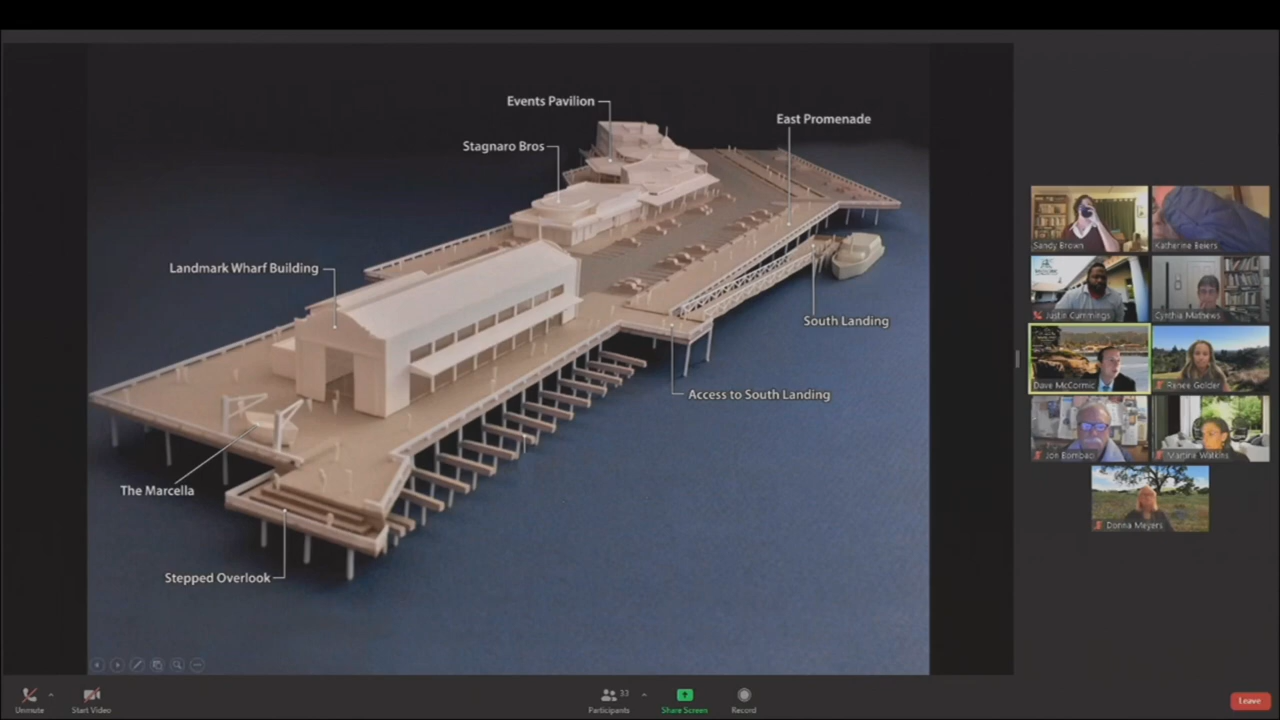 Events Pavilion
East Promenade
Stagnaro Bros
Landmark Wharf Building
South Landing
Access to South Landing
The Marcella
Stepped Overlook
Sandy Brown
Katherine Beiers
Justin Cummings
Cynthia Mathews
Dave McCormic
Renee Golder
Jon Bombaci
Martine Watkins
Donna Meyers
Unmute
Start Video
Participants
33
Share Screen
Record
Leave